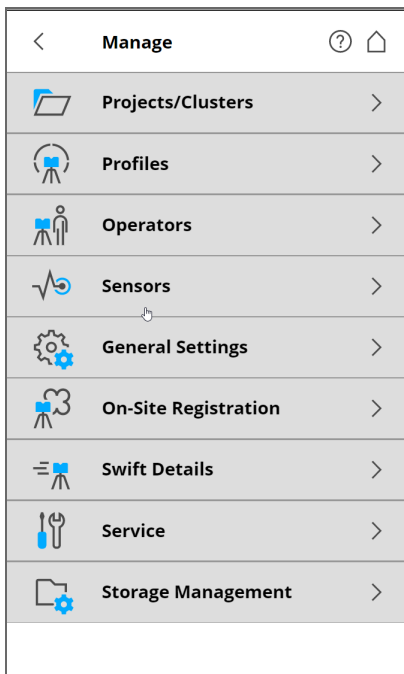 Manage
?
Projects/Clusters
Profiles
Operators
Sensors
General Settings
On-Site Registration
Swift Details
Service
Storage Management